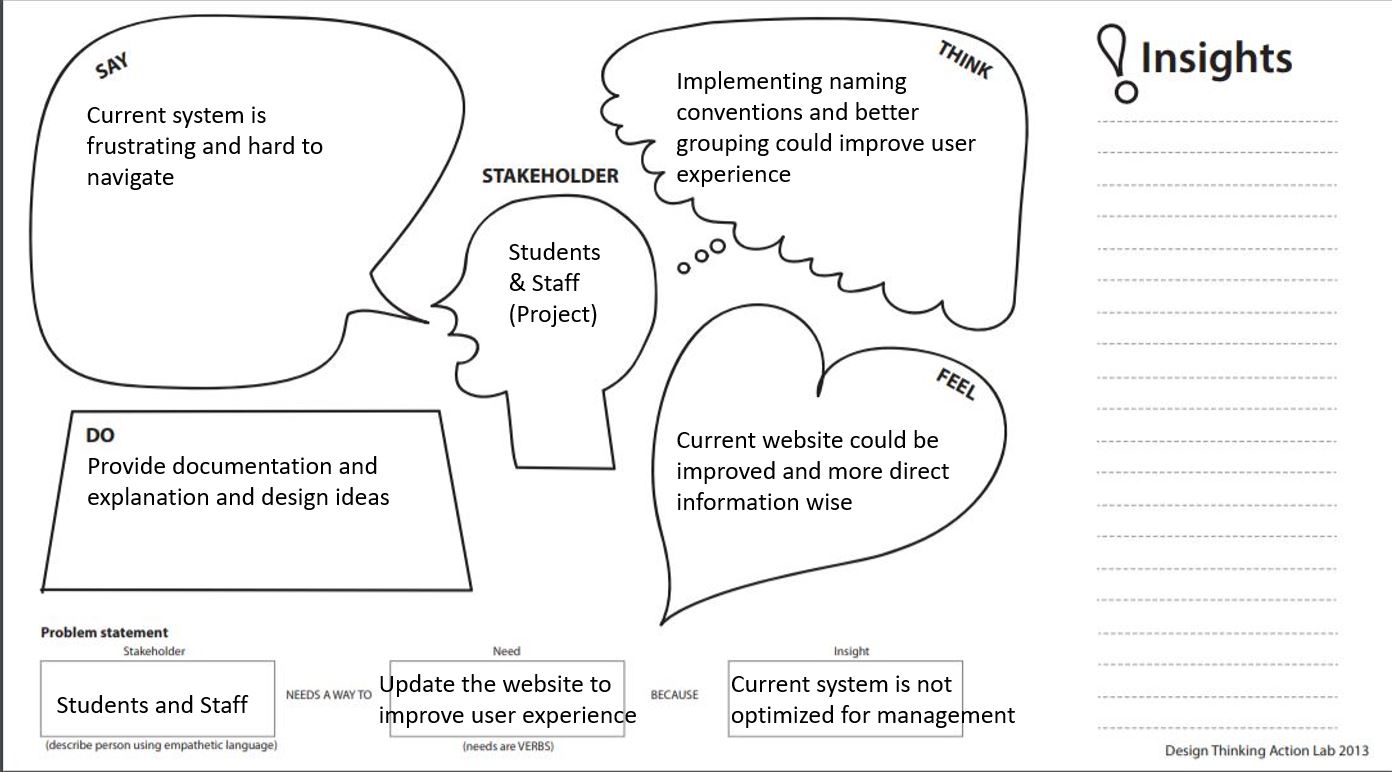 SAY
Current system is
frustrating and hard to
navigate
STAKEHOLDER
Students
& Staff
(Project)
THINK
Implementing naming
conventions and better
grouping could improve user
experience
DO
Provide documentation and
explanation and design ideas
FEEL
Current website could be
improved and more direct
information wise
Insights
Problem statement
Stakeholder
Students and Staff
(describe person using empathetic language)
NEEDS A WAY TO
Need
Update the website to
improve user experience
(needs are VERBS)
BECAUSE
Insight
Current system is not
optimized for management
Design Thinking Action Lab 2013